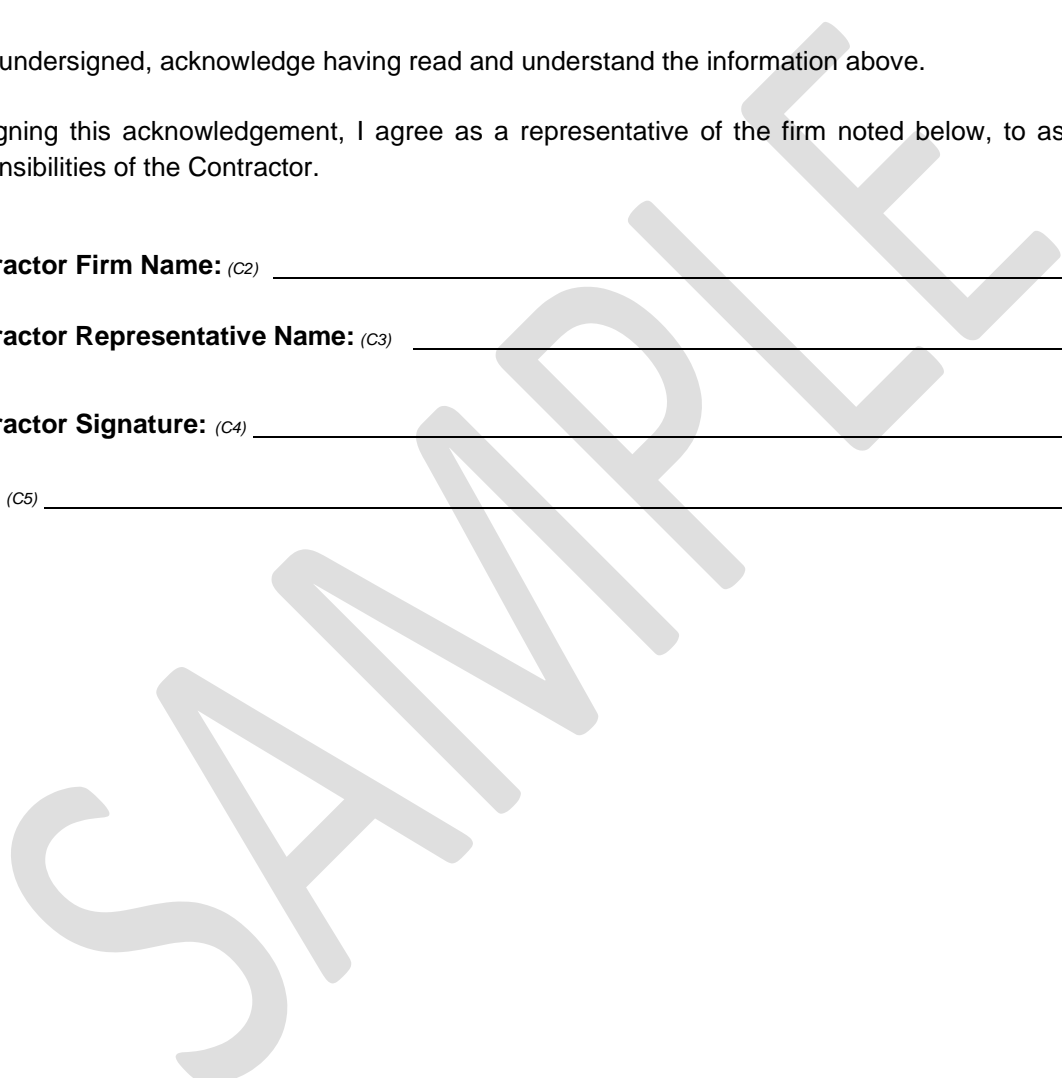 undersigned, acknowledge having read and understand the information above.
gning this acknowledgement, I agree as a representative of the firm noted below, to as
nsibilities of the Contractor.
ractor Firm Name: (C2)
ractor Representative Name: (C3)
ractor Signature: (C4)
(C5)
SAMPLE